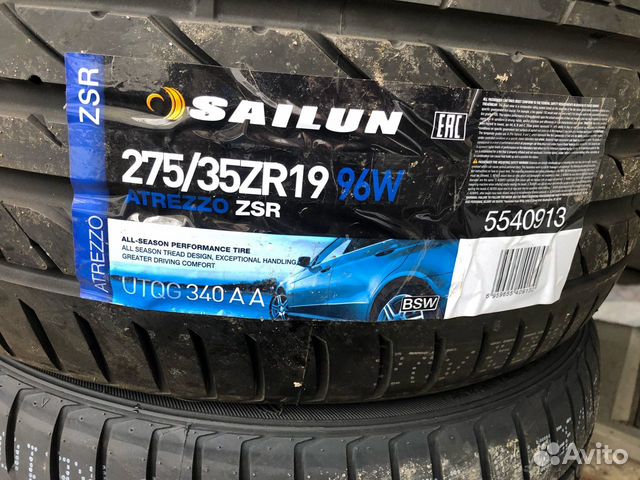 ZSR
ATREZZO
SAILUN
EAC
275/35ZR19 96W
ATREZZO ZSR
5540913
ALL-SEASON PERFORMANCE TIRE
ALL SEASON TREAD DESIGN, EXCEPTIONAL HANDLING,
GREATER DRIVING COMFORT
UTQG 340 A A
BSW
Avito